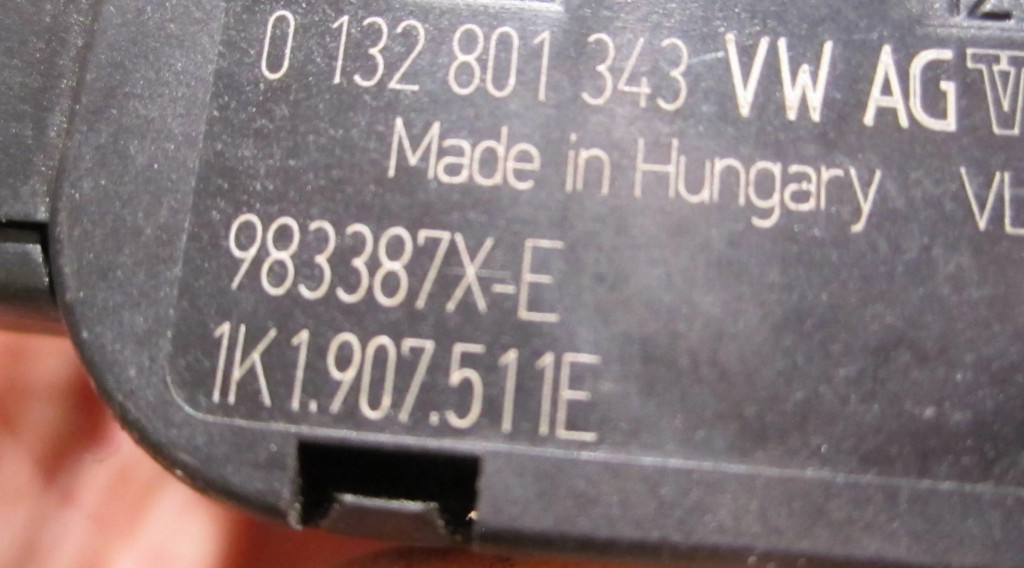 0 132 801 343 VW AG
Made in Hungary
983387X-E
1K1.907.511E